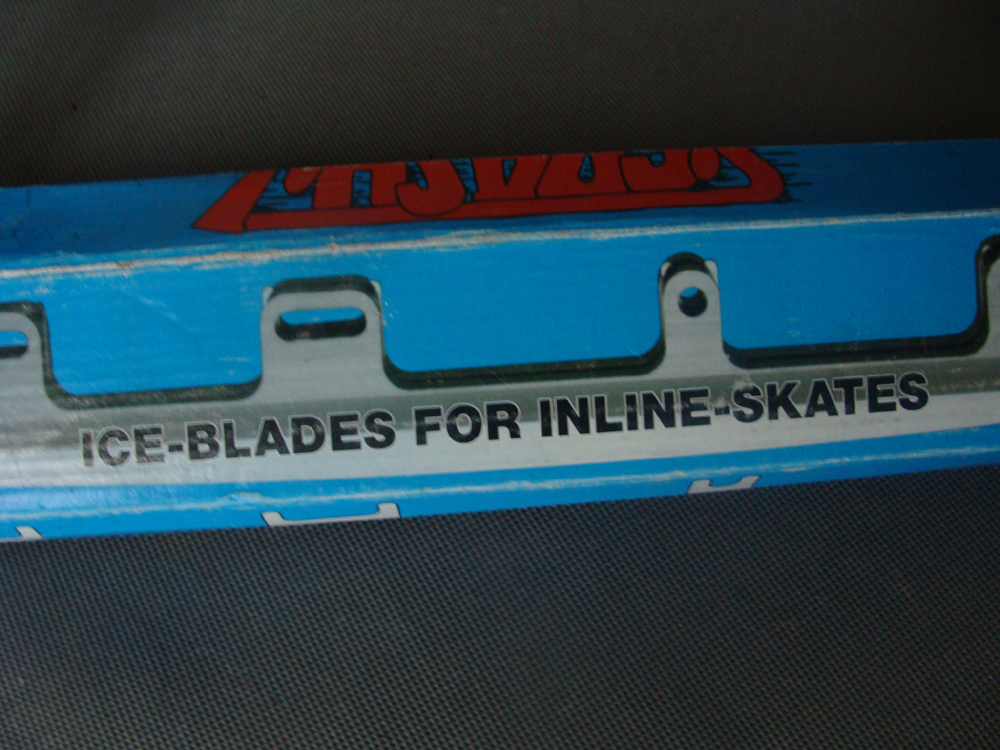 ICE-BLADES FOR INLINE-SKATES